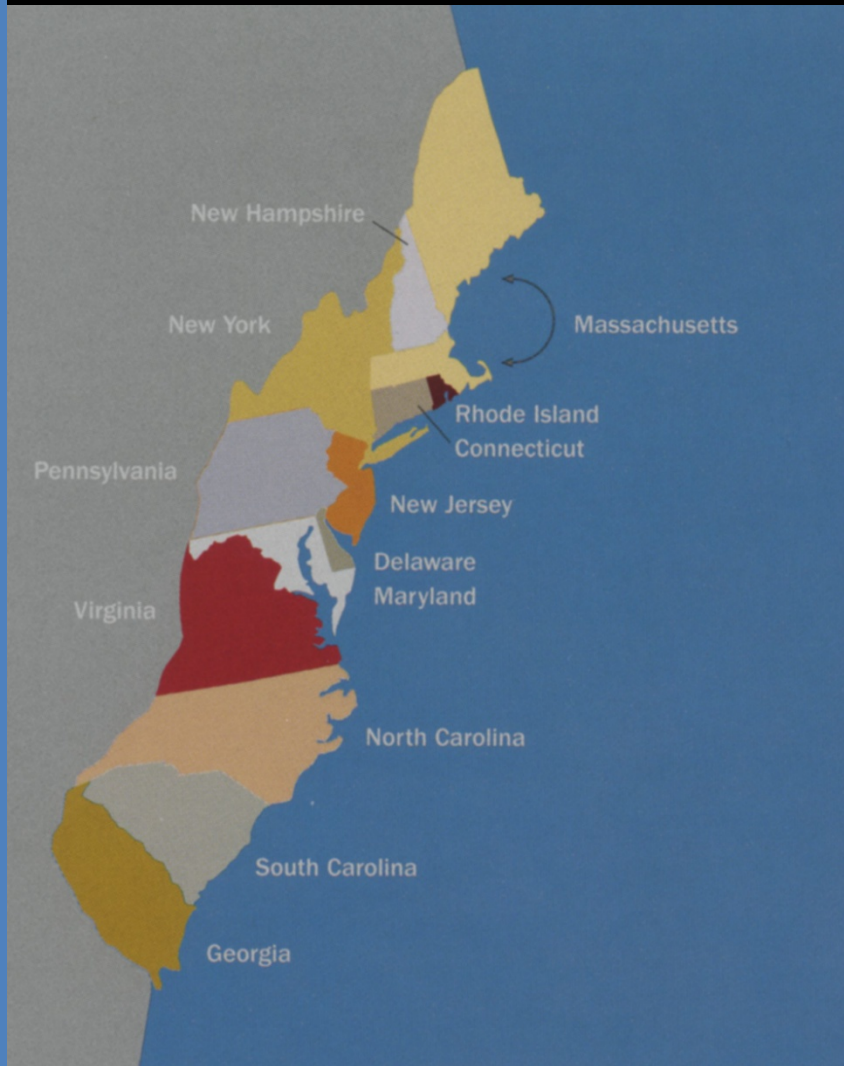 New Hampshire
New York
Massachusetts
Rhode Island
Connecticut
Pennsylvania
New Jersey
Delaware
Maryland
Virginia
North Carolina
South Carolina
Georgia